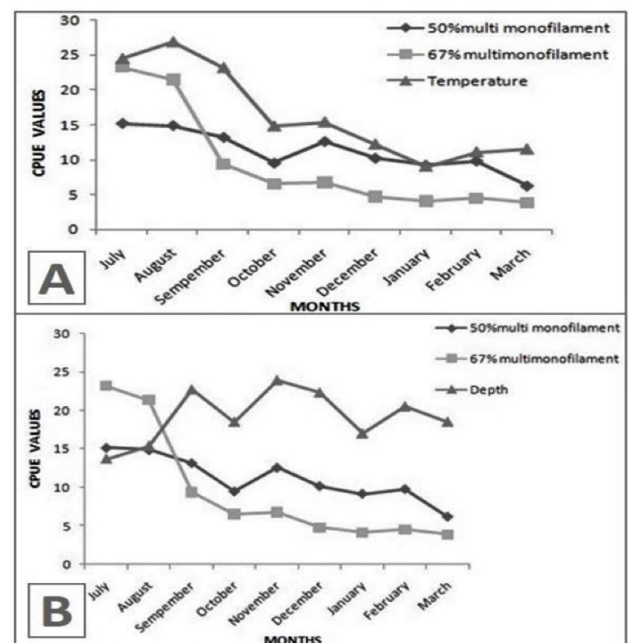 30
25
20
15
10
5
0
CPUE VALUES
50%multi monofilament
67% multimonofilament
Temperature
July
August
Sempember
October
November
December
January
February
March
MONTHS
A
30
25
20
15
10
5
0
CPUE VALUES
50%multi monofilament
67% multimonofilament
Depth
July
August
Sempember
October
November
December
January
February
March
MONTHS
B